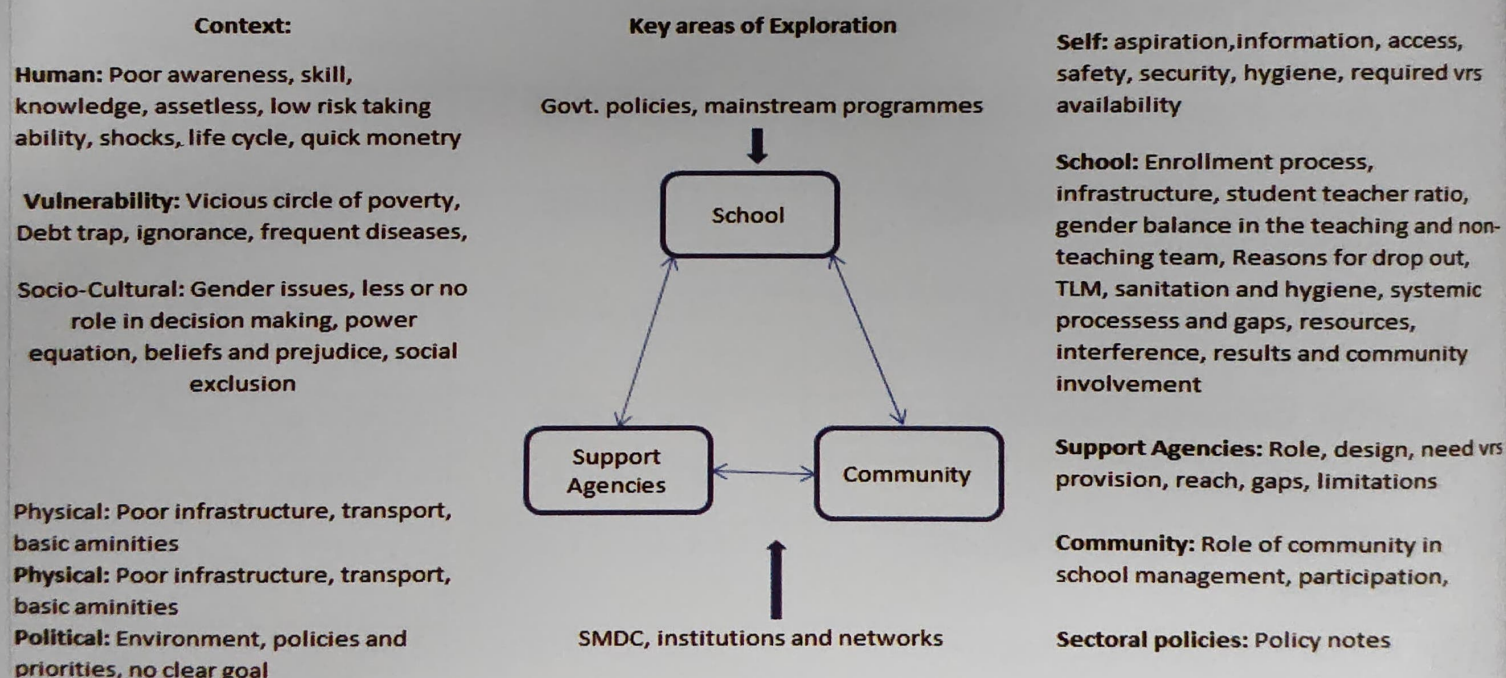 Context:
Human: Poor awareness, skill,
knowledge, assetless, low risk taking
ability, shocks, life cycle, quick monetry
Vulnerability: Vicious circle of poverty,
Debt trap, ignorance, frequent diseases,
Socio-Cultural: Gender issues, less or no
role in decision making, power
equation, beliefs and prejudice, social
exclusion
Physical: Poor infrastructure, transport,
basic aminities
Physical: Poor infrastructure, transport,
basic aminities
Political: Environment, policies and
priorities, no clear goal
Key areas of Exploration
Govt. policies, mainstream programmes
School
Support
Agencies
Community
SMDC, institutions and networks
Self: aspiration,information, access,
safety, security, hygiene, required vrs
availability
School: Enrollment process,
infrastructure, student teacher ratio,
gender balance in the teaching and non-
teaching team, Reasons for drop out,
TLM, sanitation and hygiene, systemic
processess and gaps, resources,
interference, results and community
involvement
Support Agencies: Role, design, need vrs
provision, reach, gaps, limitations
Community: Role of community in
school management, participation,
Sectoral policies: Policy notes